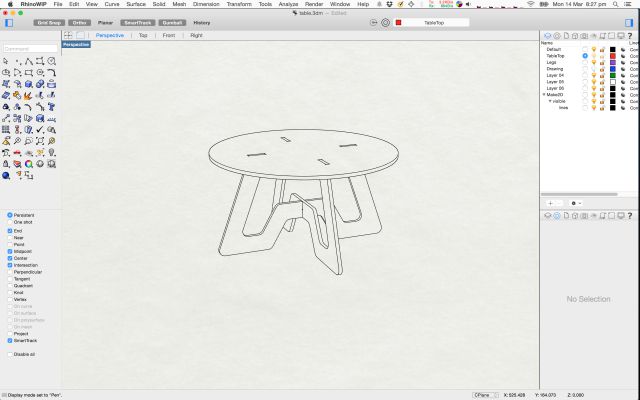 RhinoWIP File Edit View Curve Surface Solid Mesh Dimension Transform Tools Analyze Render Window Help
Mon 14 Mar 8:27 pm
table.3dm — Edited
Grid Snap Ortho Planar SmartTrack Gumball History
TableTop
Perspective Top Front Right
Perspective
Command
Name
Default
TableTop
Legs
Drawing
Layer 04
Layer 05
Layer 06
Make2D
visible
lines
Persistent
One shot
End
Near
Point
Midpoint
Center
Intersection
Perpendicular
Tangent
Quadrant
Knot
Vertex
On curve
On surface
On polysurface
On mesh
Project
SmartTrack
Disable all
No Selection
Display mode set to "Pen".
CPlane X: 525.428 Y: 164.073 Z: 0.000